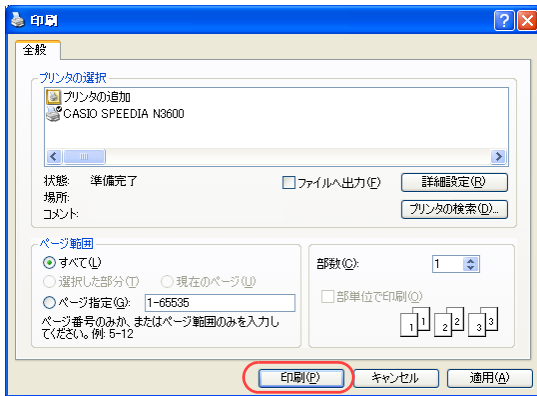 印刷
全般
プリンタの選択
プリンタの追加
CASIO SPEEDIA N3600
状態: 準備完了
場所:
コメント:
ファイルへ出力(F)
詳細設定(R)
プリンタの検索(D)...
ページ範囲
すべて(L)
選択した部分(T) 現在のページ(U)
ページ指定(G): 1-65535
ページ番号のみか、またはページ範囲のみを入力し
てください。例: 5-12
部数(C): 1
部単位で印刷(O)
1 1 2 2 3 3
印刷(P) キャンセル 適用(A)